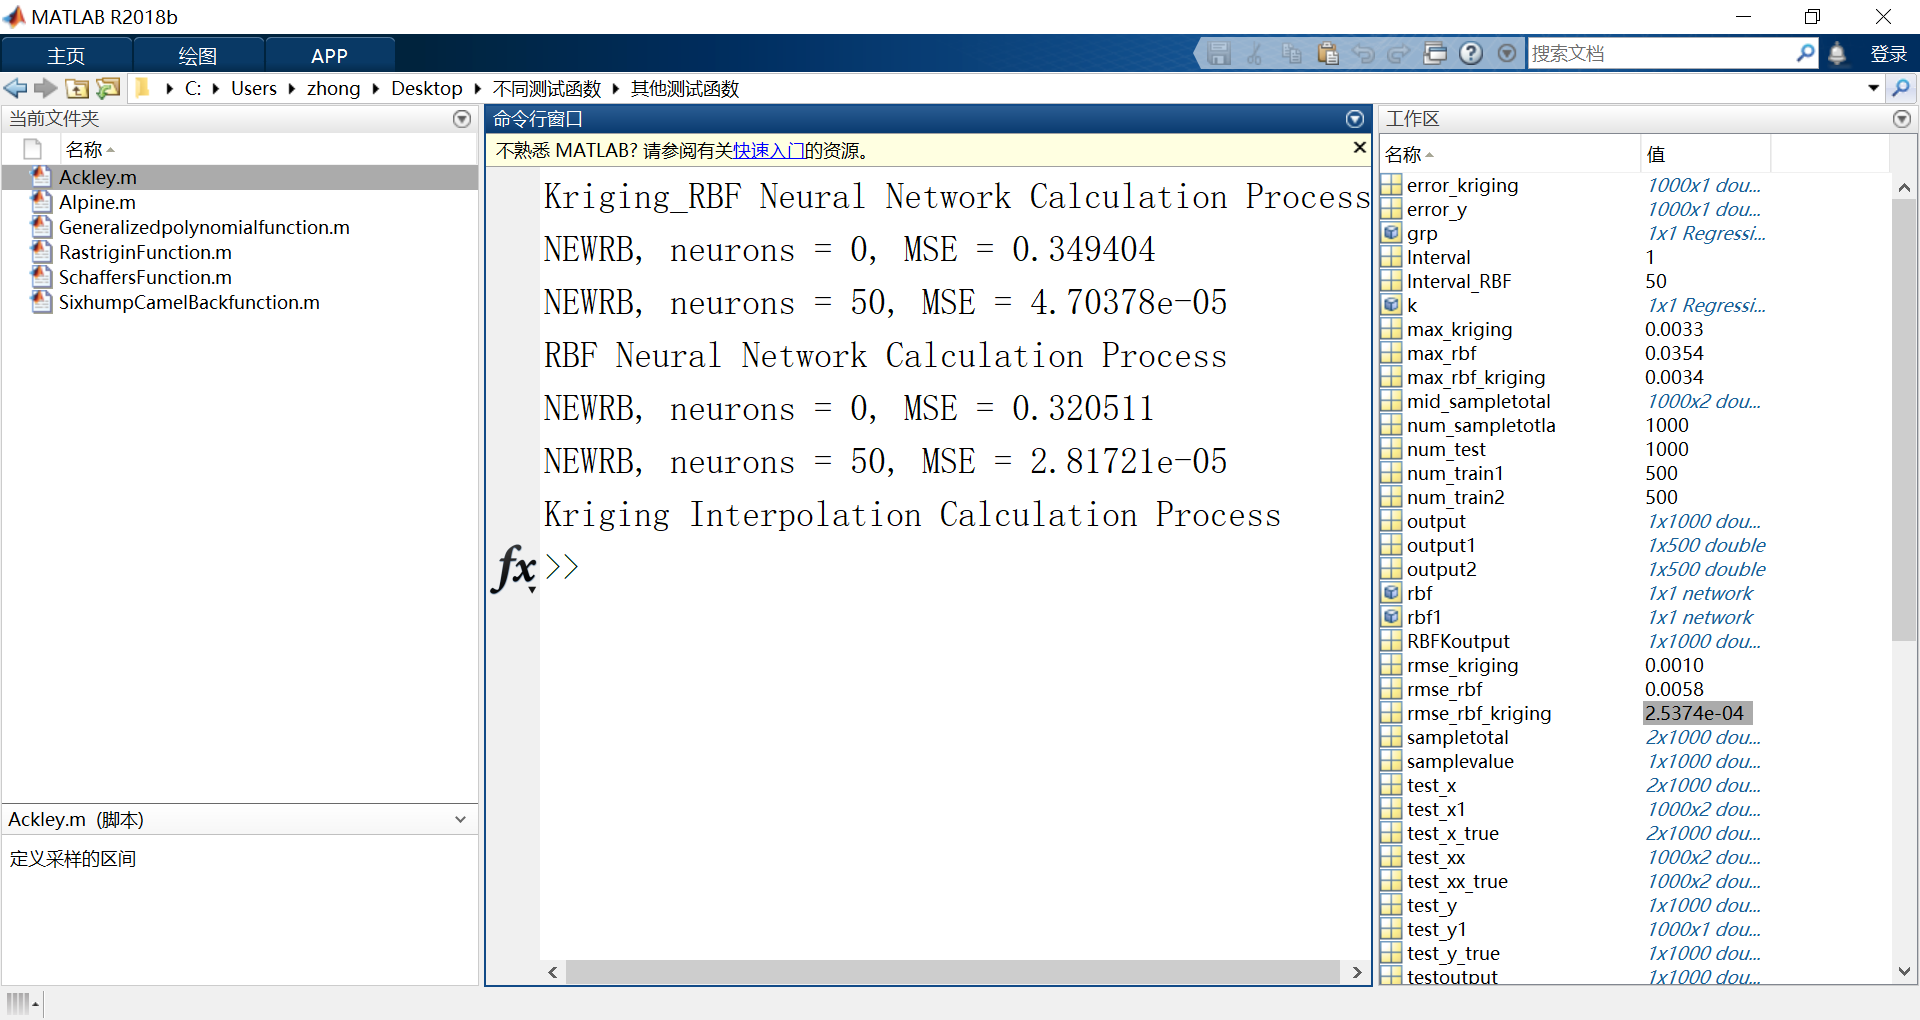 MATLAB R2018b
主页
绘图
APP
搜索文档
登录
C:
Users
zhong
Desktop
不同测试函数
其他测试函数
当前文件夹
名称
Ackley.m
Alpine.m
Generalizedpolynomialfunction.m
RastriginFunction.m
SchaffersFunction.m
SixhumpCamelBackfunction.m
Ackley.m (脚本)
定义采样的区间
命令行窗口
不熟悉 MATLAB? 请参阅有关快速入门的资源。
Kriging_RBF Neural Network Calculation Process
NEWRB, neurons = 0, MSE = 0.349404
NEWRB, neurons = 50, MSE = 4.70378e-05
RBF Neural Network Calculation Process
NEWRB, neurons = 0, MSE = 0.320511
NEWRB, neurons = 50, MSE = 2.81721e-05
Kriging Interpolation Calculation Process
fx >>
工作区
名称 值
error_kriging 1000x1 dou...
error_y 1000x1 dou...
grp 1x1 Regressi...
Interval 1
Interval_RBF 50
k 1x1 Regressi...
max_kriging 0.0033
max_rbf 0.0354
max_rbf_kriging 0.0034
mid_sampletotal 1000x2 dou...
num_sampletotla 1000
num_test 1000
num_train1 500
num_train2 500
output 1x1000 dou...
output1 1x500 double
output2 1x500 double
rbf 1x1 network
rbf1 1x1 network
RBFKoutput 1x1000 dou...
rmse_kriging 0.0010
rmse_rbf 0.0058
rmse_rbf_kriging 2.5374e-04
sampletotal 2x1000 dou...
samplevalue 1x1000 dou...
test_x 2x1000 dou...
test_x1 1000x2 dou...
test_x_true 2x1000 dou...
test_xx 1000x2 dou...
test_xx_true 1000x2 dou...
test_y 1x1000 dou...
test_y1 1000x1 dou...
test_y_true 1x1000 dou...
testoutput 1x1000 dou...